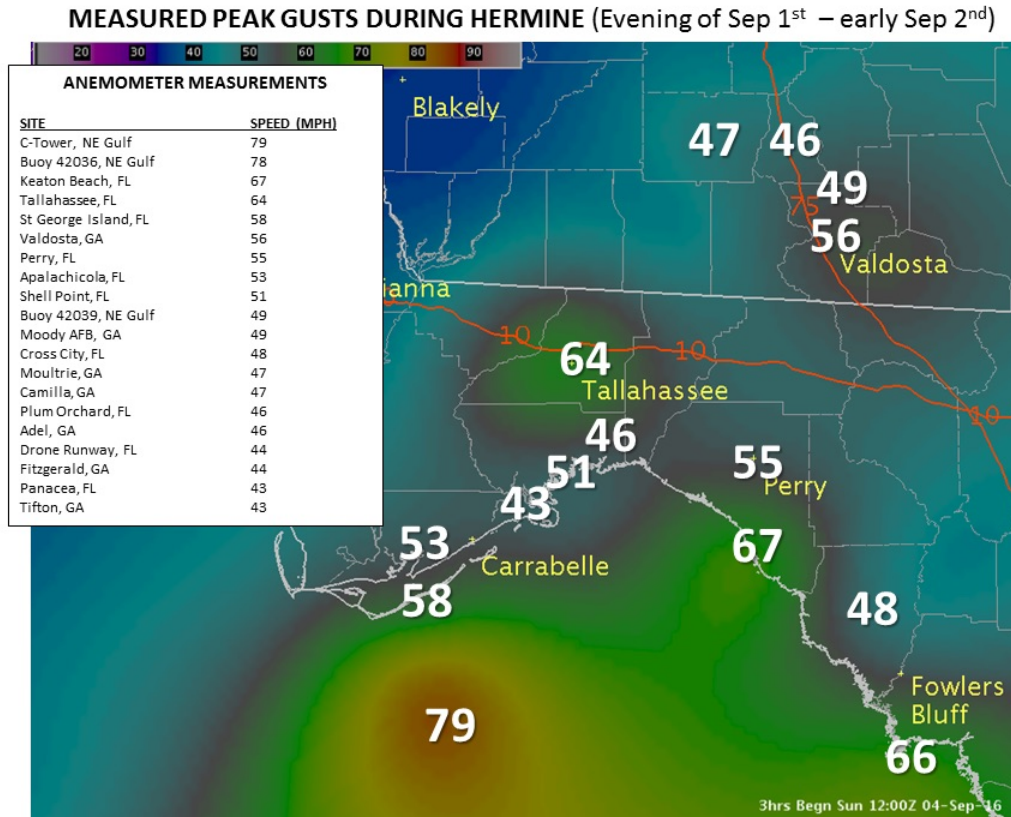 MEASURED PEAK GUSTS DURING HERMINE (Evening of Sep 1st – early Sep 2nd)
20 30 40 50 60 70 80 90
ANEMOMETER MEASUREMENTS
SITE SPEED (MPH)
C-Tower, NE Gulf 79
Buoy 42036, NE Gulf 78
Keaton Beach, FL 67
Tallahassee, FL 64
St George Island, FL 58
Valdosta, GA 56
Perry, FL 55
Apalachicola, FL 53
Shell Point, FL 51
Buoy 42039, NE Gulf 49
Moody AFB, GA 49
Cross City, FL 48
Moultrie, GA 47
Camilla, GA 47
Plum Orchard, FL 46
Adel, GA 46
Drone Runway, FL 44
Fitzgerald, GA 44
Panacea, FL 43
Tifton, GA 43
Blakely
47 46
49
75
56
Valdosta
ianna
10
10
64
Tallahassee
10
46
51
55
Perry
43
53
67
Carrabelle
58
48
Fowlers
Bluff
79
66
3hrs Begn Sun 12:00Z 04-Sep-16